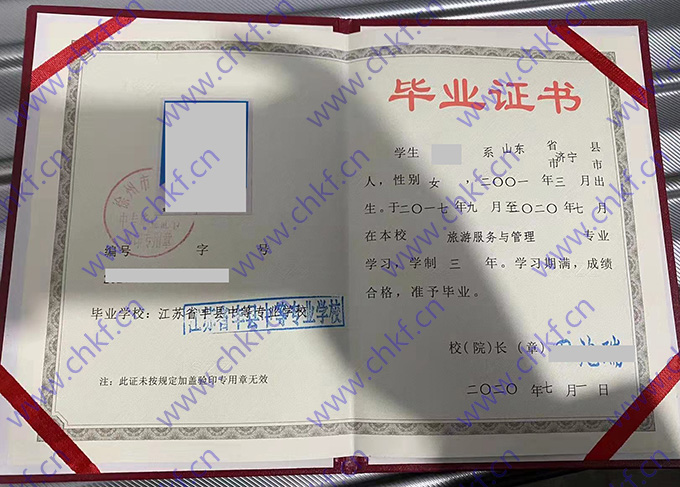 毕业证书
学生 系 山东 省 县
市 济宁 市
人，性别 女 ，二〇〇一 年 三 月出
生。于二〇一七年九月至二〇二〇年七月
在本校 旅游服务与管理 专业
学习，学制 三 年。学习期满，成绩
合格，准予毕业。
校(院)长（章）
二〇二〇 年 七 月 一 日
徐州市
编号 字 号
毕业学校：江苏省丰县中等专业学校
江苏省丰县中等专业学校
注：此证未按规定加盖验印专用章无效
www.chkf.cn